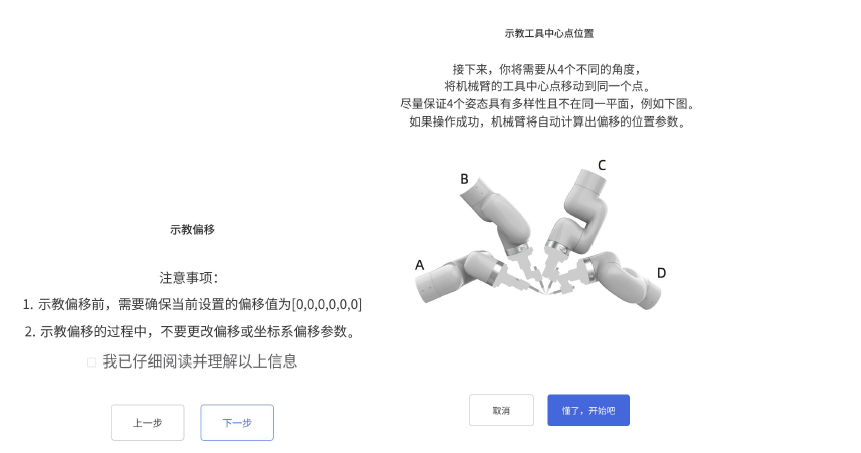 示教偏移
注意事项：
1. 示教偏移前，需要确保当前设置的偏移值为[0,0,0,0,0,0]
2. 示教偏移的过程中，不要更改偏移或坐标系偏移参数。
我已仔细阅读并理解以上信息
上一步
下一步
示教工具中心点位置
接下来，你将需要从4个不同的角度，
将机械臂的工具中心点移动到同一个点。
尽量保证4个姿态具有多样性且不在同一平面，例如下图。
如果操作成功，机械臂将自动计算出偏移的位置参数。
A
B
C
D
取消
懂了，开始吧